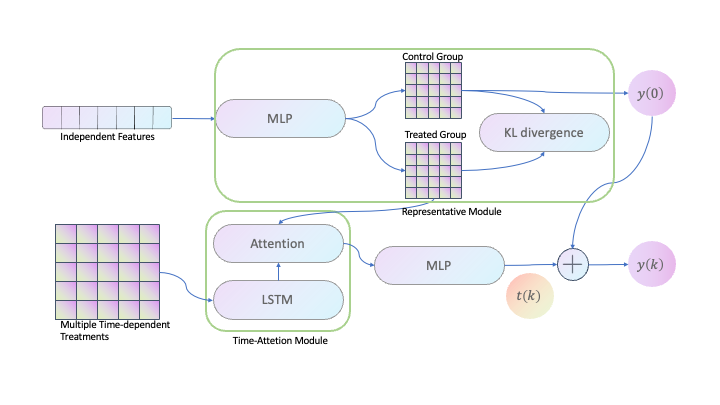 Control Group
y(0)
MLP
KL divergence
Independent Features
Treated Group
Representative Module
Attention
MLP
+
y(k)
LSTM
t(k)
Multiple Time-dependent
Treatments
Time-Attetion Module